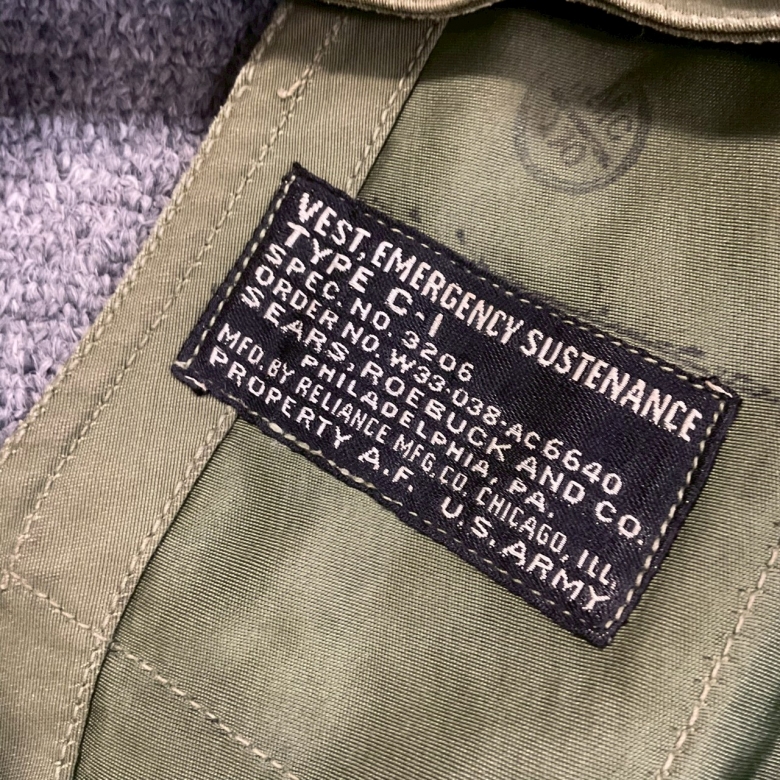 VEST, EMERGENCY SUSTENANCE
TYPE C-1
SPEC. NO. 3206
ORDER NO. W33-038-AC6640
SEARS, ROEBUCK AND CO.
PHILADELPHIA, PA.
MFD. BY RELIANCE MFG. CO. CHICAGO, ILL.
PROPERTY A.F. U.S. ARMY